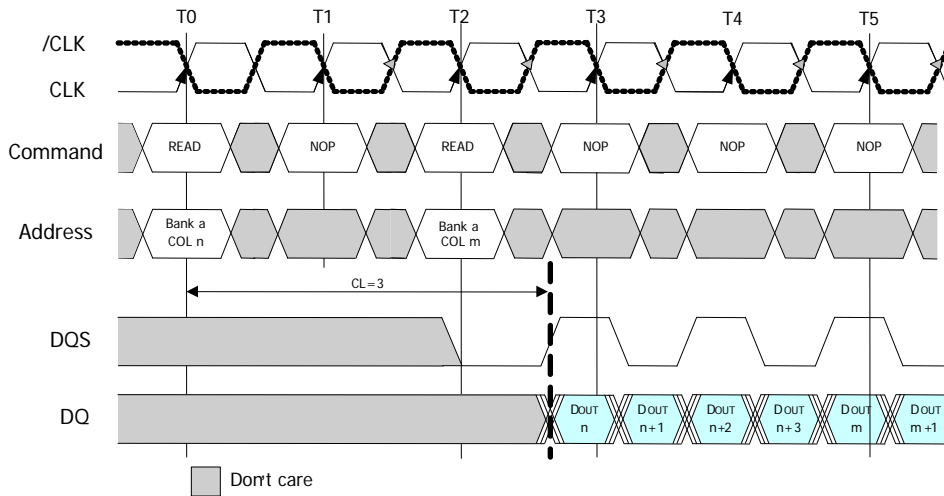 T0 T1 T2 T3 T4 T5
/CLK
CLK
Command READ NOP READ NOP NOP NOP
Address Bank a COL n Bank a COL m
CL=3
DQS
DQ DOUT n DOUT n+1 DOUT n+2 DOUT n+3 DOUT m DOUT m+1
Don't care